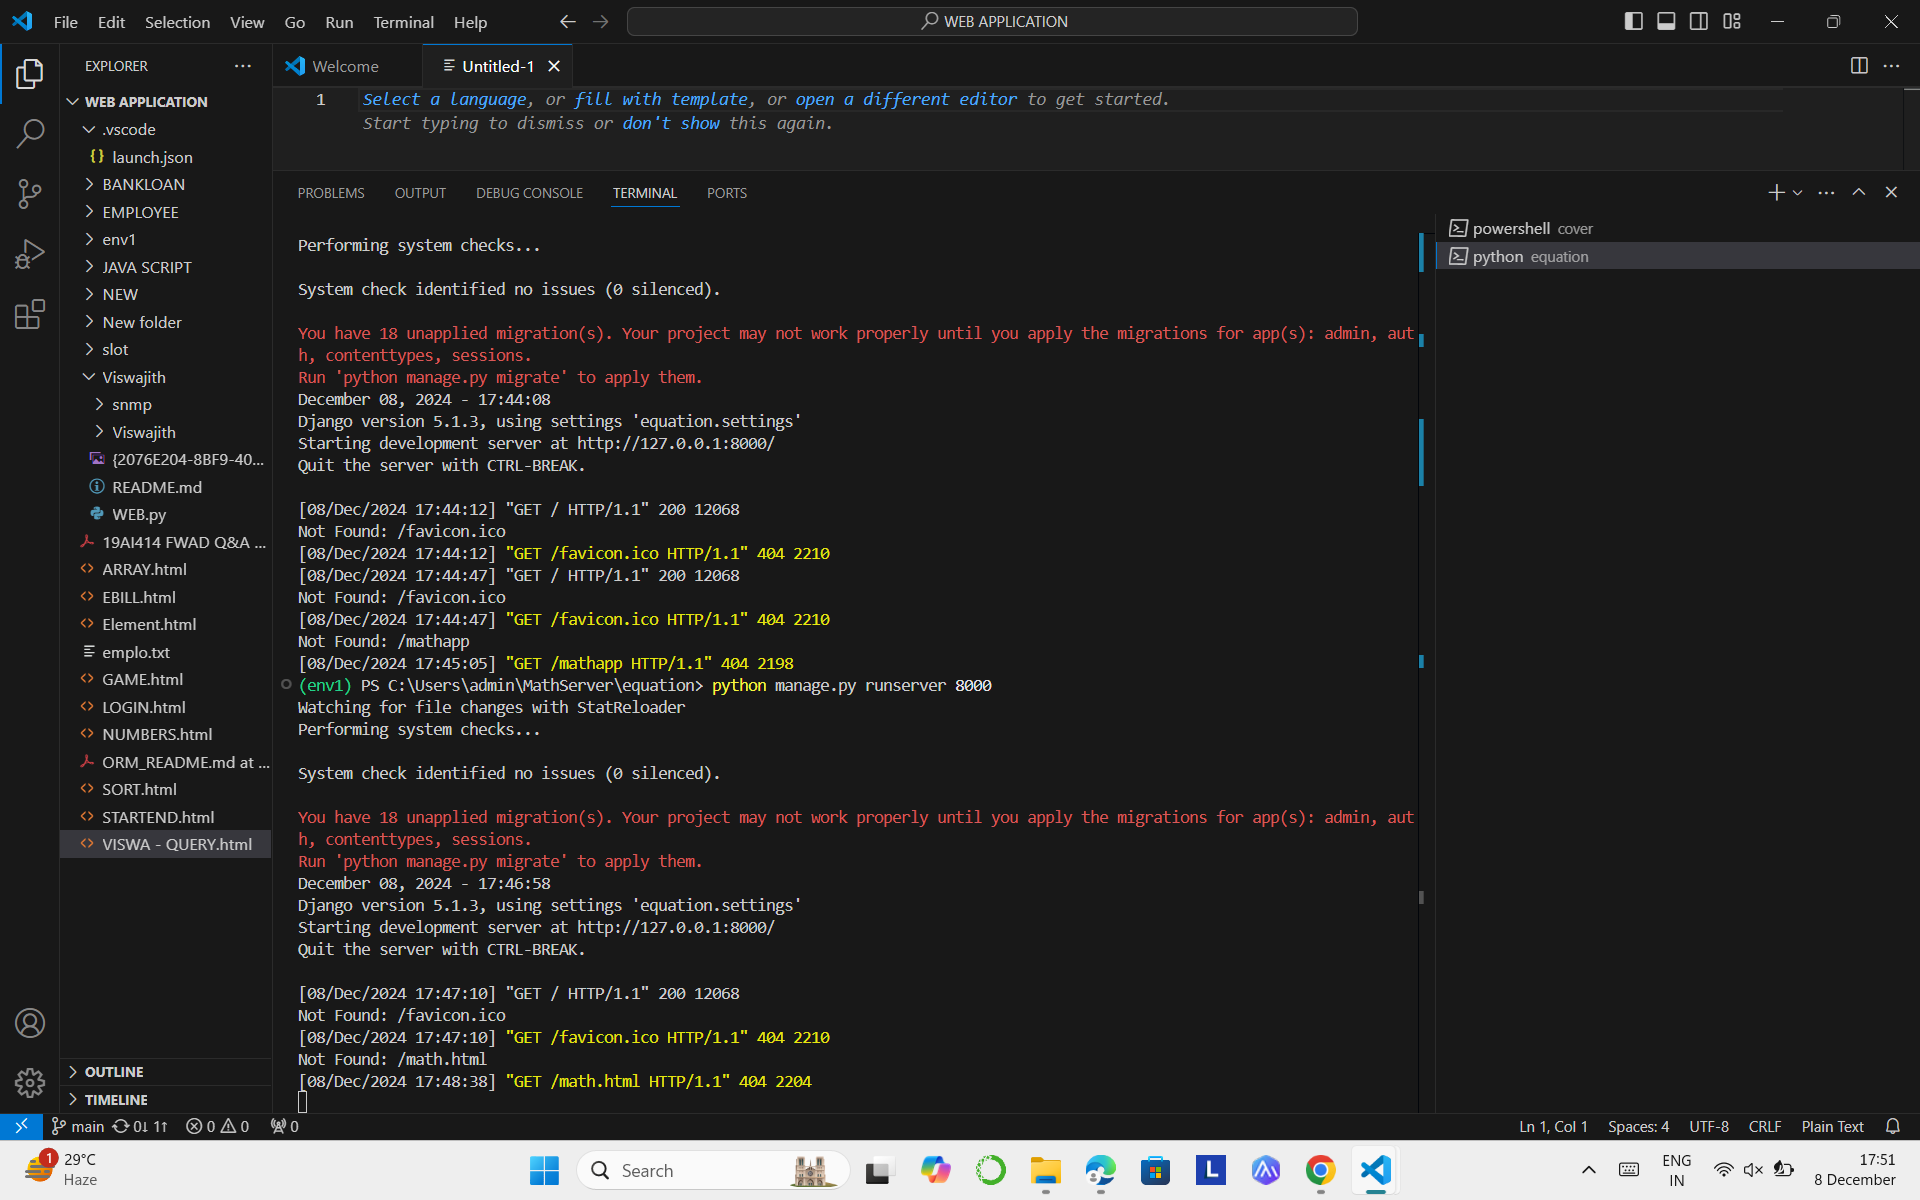 File Edit Selection View Go Run Terminal Help
WEB APPLICATION
EXPLORER
WEB APPLICATION
.vscode
launch.json
BANKLOAN
EMPLOYEE
env1
JAVA SCRIPT
NEW
New folder
slot
Viswajith
snmp
Viswajith
{2076E204-8BF9-40...
README.md
WEB.py
19AI414 FWAD Q&A ...
ARRAY.html
EBILL.html
Element.html
emplo.txt
GAME.html
LOGIN.html
NUMBERS.html
ORM_README.md at ...
SORT.html
STARTEND.html
VISWA - QUERY.html
OUTLINE
TIMELINE
Welcome
Untitled-1
1
Select a language, or fill with template, or open a different editor to get started.
Start typing to dismiss or don't show this again.
PROBLEMS OUTPUT DEBUG CONSOLE TERMINAL PORTS
Performing system checks...
System check identified no issues (0 silenced).
You have 18 unapplied migration(s). Your project may not work properly until you apply the migrations for app(s): admin, aut
h, contenttypes, sessions.
Run 'python manage.py migrate' to apply them.
December 08, 2024 - 17:44:08
Django version 5.1.3, using settings 'equation.settings'
Starting development server at http://127.0.0.1:8000/
Quit the server with CTRL-BREAK.
[08/Dec/2024 17:44:12] "GET / HTTP/1.1" 200 12068
Not Found: /favicon.ico
[08/Dec/2024 17:44:12] "GET /favicon.ico HTTP/1.1" 404 2210
[08/Dec/2024 17:44:47] "GET / HTTP/1.1" 200 12068
Not Found: /favicon.ico
[08/Dec/2024 17:44:47] "GET /favicon.ico HTTP/1.1" 404 2210
Not Found: /mathapp
[08/Dec/2024 17:45:05] "GET /mathapp HTTP/1.1" 404 2198
(env1) PS C:\Users\admin\MathServer\equation> python manage.py runserver 8000
Watching for file changes with StatReloader
Performing system checks...
System check identified no issues (0 silenced).
You have 18 unapplied migration(s). Your project may not work properly until you apply the migrations for app(s): admin, aut
h, contenttypes, sessions.
Run 'python manage.py migrate' to apply them.
December 08, 2024 - 17:46:58
Django version 5.1.3, using settings 'equation.settings'
Starting development server at http://127.0.0.1:8000/
Quit the server with CTRL-BREAK.
[08/Dec/2024 17:47:10] "GET / HTTP/1.1" 200 12068
Not Found: /favicon.ico
[08/Dec/2024 17:47:10] "GET /favicon.ico HTTP/1.1" 404 2210
Not Found: /math.html
[08/Dec/2024 17:48:38] "GET /math.html HTTP/1.1" 404 2204
powershell cover
python equation
main 0↓ 1↑ 0 0 0
Ln 1, Col 1 Spaces: 4 UTF-8 CRLF Plain Text
1
29°C
Haze
Search
L
ENG
IN
17:51
8 December